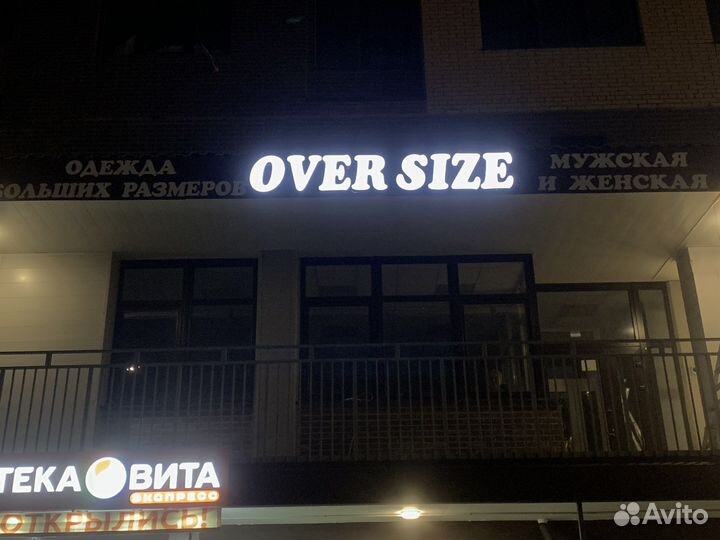 ОДЕЖДА
БОЛЬШИХ РАЗМЕРОВ
OVER SIZE
МУЖСКАЯ
И ЖЕНСКАЯ
ТЕКА ВИТА
ЭКСПРЕСС
ОТКРЫЛИСЬ!
Avito